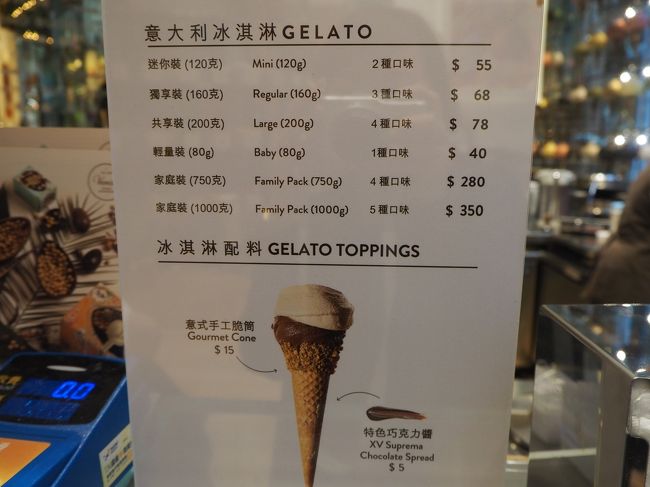 意大利冰淇淋 GELATO
迷你裝 (120克) Mini (120g) 2種口味 $ 55
獨享裝 (160克) Regular (160g) 3種口味 $ 68
共享裝 (200克) Large (200g) 4種口味 $ 78
輕量裝 (80g) Baby (80g) 1種口味 $ 40
家庭裝 (750克) Family Pack (750g) 4種口味 $ 280
家庭裝 (1000克) Family Pack (1000g) 5種口味 $ 350
冰淇淋配料 GELATO TOPPINGS
意式手工脆筒
Gourmet Cone
$ 15
特色巧克力醬
XV Suprema
Chocolate Spread
$ 5
0.0